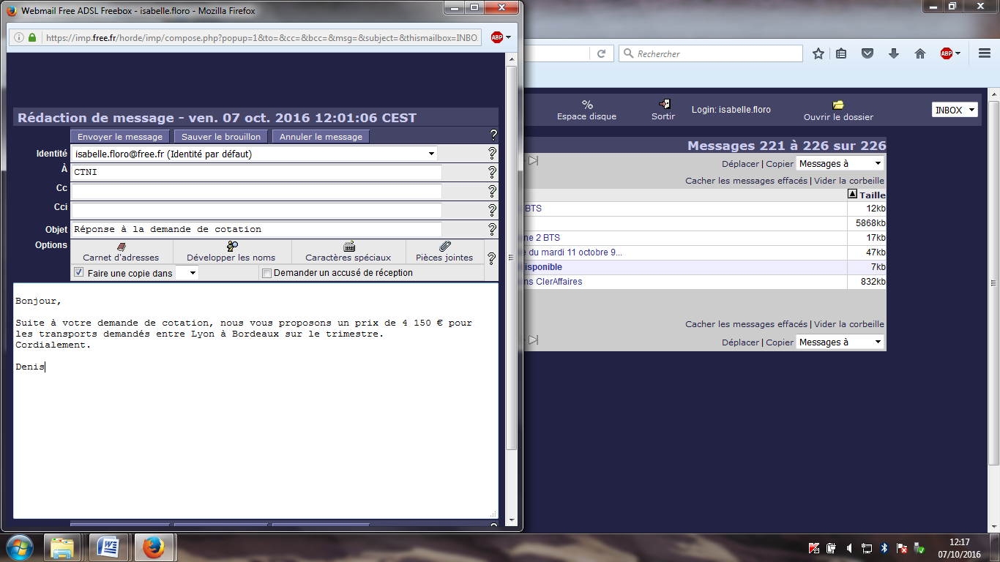 Webmail Free ADSL Freebox - isabelle.floro - Mozilla Firefox
https://imp.free.fr/horde/imp/compose.php?popup=1&to=&cc=&bcc=&msg=&subject=&thismailbox=INBO
ABP
Rédaction de message - ven. 07 oct. 2016 12:01:06 CEST
Envoyer le message Sauver le brouillon Annuler le message ?
Identité isabelle.floro@free.fr (Identité par défaut) ?
À CTNI ?
Cc ?
Cci ?
Objet Réponse à la demande de cotation ?
Options Carnet d'adresses Développer les noms Caractères spéciaux Pièces jointes ?
Faire une copie dans Demander un accusé de réception
Bonjour,
Suite à votre demande de cotation, nous vous proposons un prix de 4 150 € pour
les transports demandés entre Lyon à Bordeaux sur le trimestre.
Cordialement.
Denis
Rechercher
ABP
Espace disque Sortir Login: isabelle.floro Ouvrir le dossier INBOX
Messages 221 à 226 sur 226
Déplacer | Copier Messages à
Cacher les messages effacés | Vider la corbeille
Taille
BTS 12kb
5868kb
ne 2 BTS 17kb
e du mardi 11 octobre 9... 47kb
isponible 7kb
ms ClerAffaires 832kb
Cacher les messages effacés | Vider la corbeille
Déplacer | Copier Messages à
12:17
07/10/2016